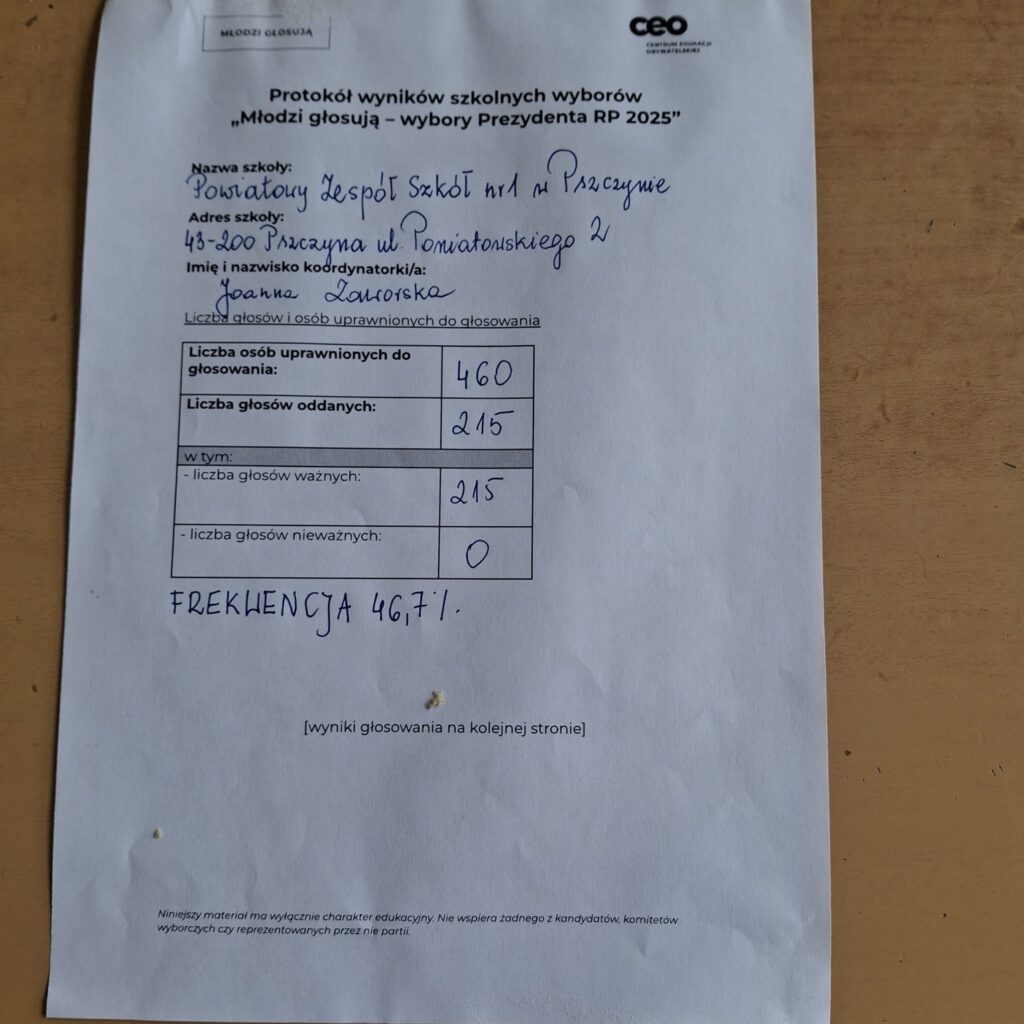 MŁODZI GŁOSUJĄ
ceo
CENTRUM EDUKACJI
OBYWATELSKIEJ
Protokół wyników szkolnych wyborów
„Młodzi głosują – wybory Prezydenta RP 2025”
Nazwa szkoły:
Powiatowy Zespół Szkół nr 1 w Pszczynie
Adres szkoły:
43-200 Pszczyna ul. Poniatowskiego 2
Imię i nazwisko koordynatorki/a:
Joanna Zaworska
Liczba głosów i osób uprawnionych do głosowania
Liczba osób uprawnionych do
głosowania:
460
Liczba głosów oddanych:
215
w tym:
- liczba głosów ważnych:
215
- liczba głosów nieważnych:
0
FREKWENCJA 46,7%.
[wyniki głosowania na kolejnej stronie]
Niniejszy materiał ma wyłącznie charakter edukacyjny. Nie wspiera żadnego z kandydatów, komitetów
wyborczych czy reprezentowanych przez nie partii.